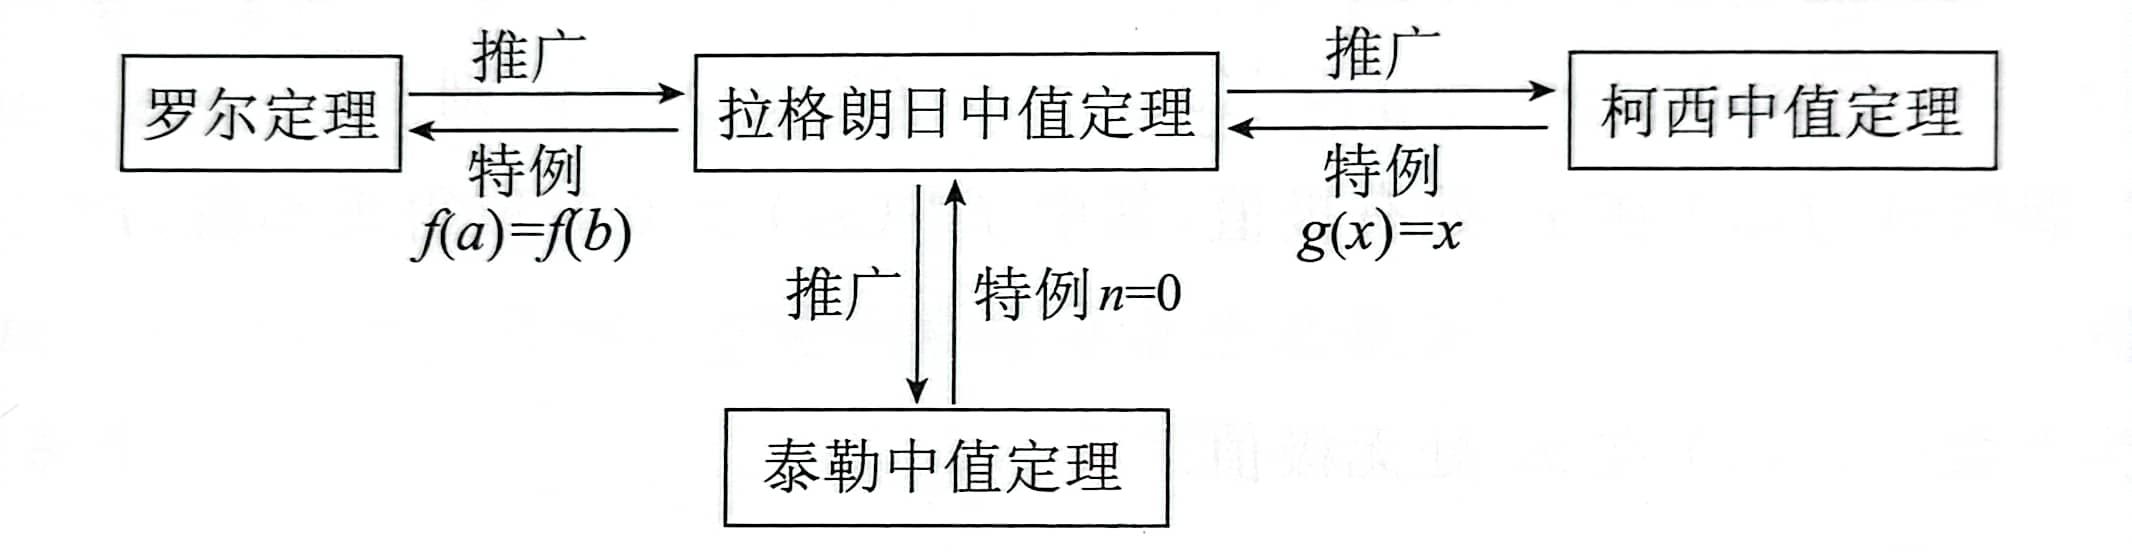 罗尔定理
推广
特例
f(a)=f(b)
拉格朗日中值定理
推广
特例
g(x)=x
柯西中值定理
推广
特例 n=0
泰勒中值定理